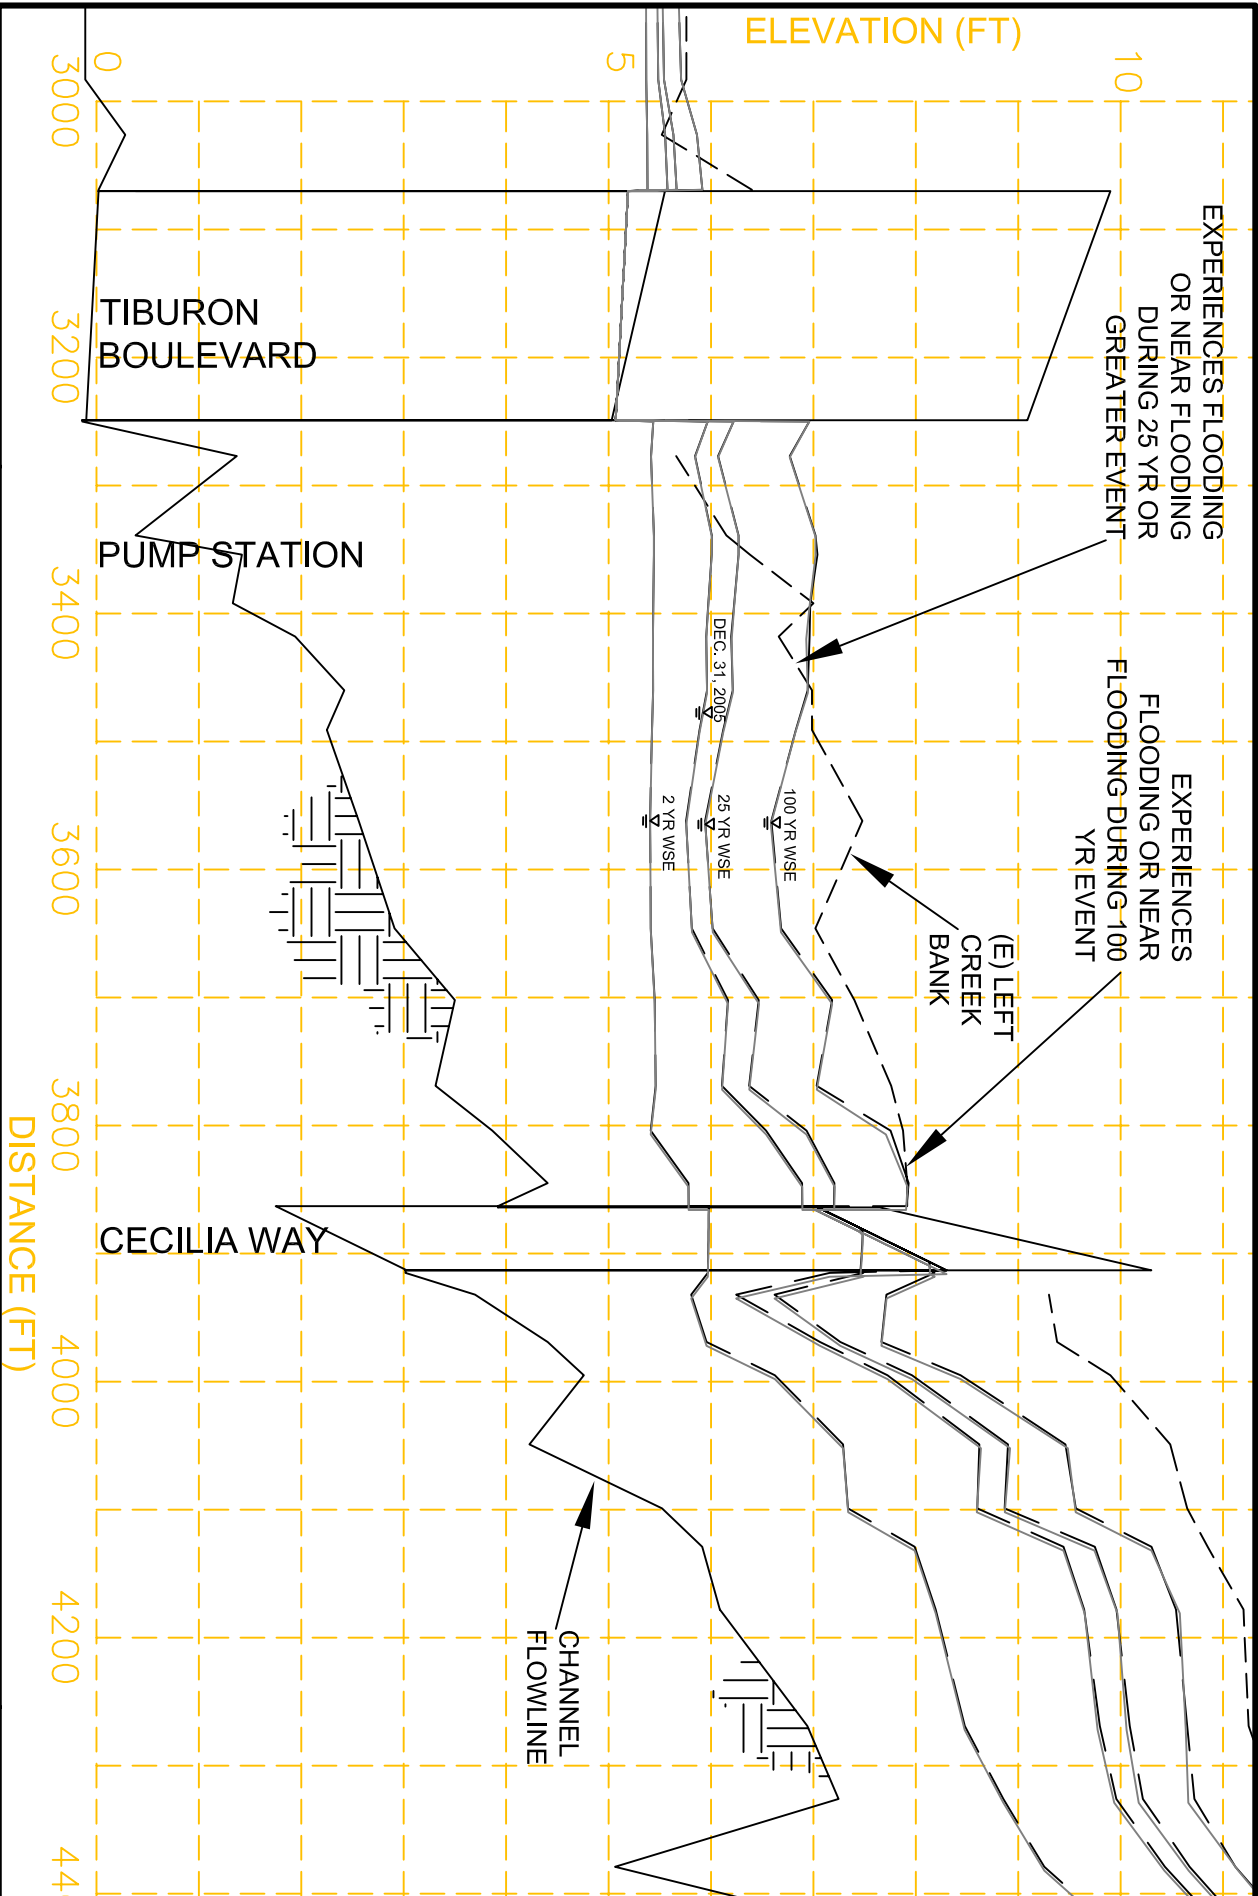 ELEVATION (FT)
10
5
0
EXPERIENCES FLOODING
OR NEAR FLOODING
DURING 25 YR OR
GREATER EVENT
EXPERIENCES
FLOODING OR NEAR
FLOODING DURING 100
YR EVENT
(E) LEFT
CREEK
BANK
DEC. 31, 2005
100 YR WSE
25 YR WSE
2 YR WSE
CHANNEL
FLOWLINE
TIBURON
BOULEVARD
PUMP STATION
CECILIA WAY
3000
3200
3400
3600
3800
4000
4200
DISTANCE (FT)